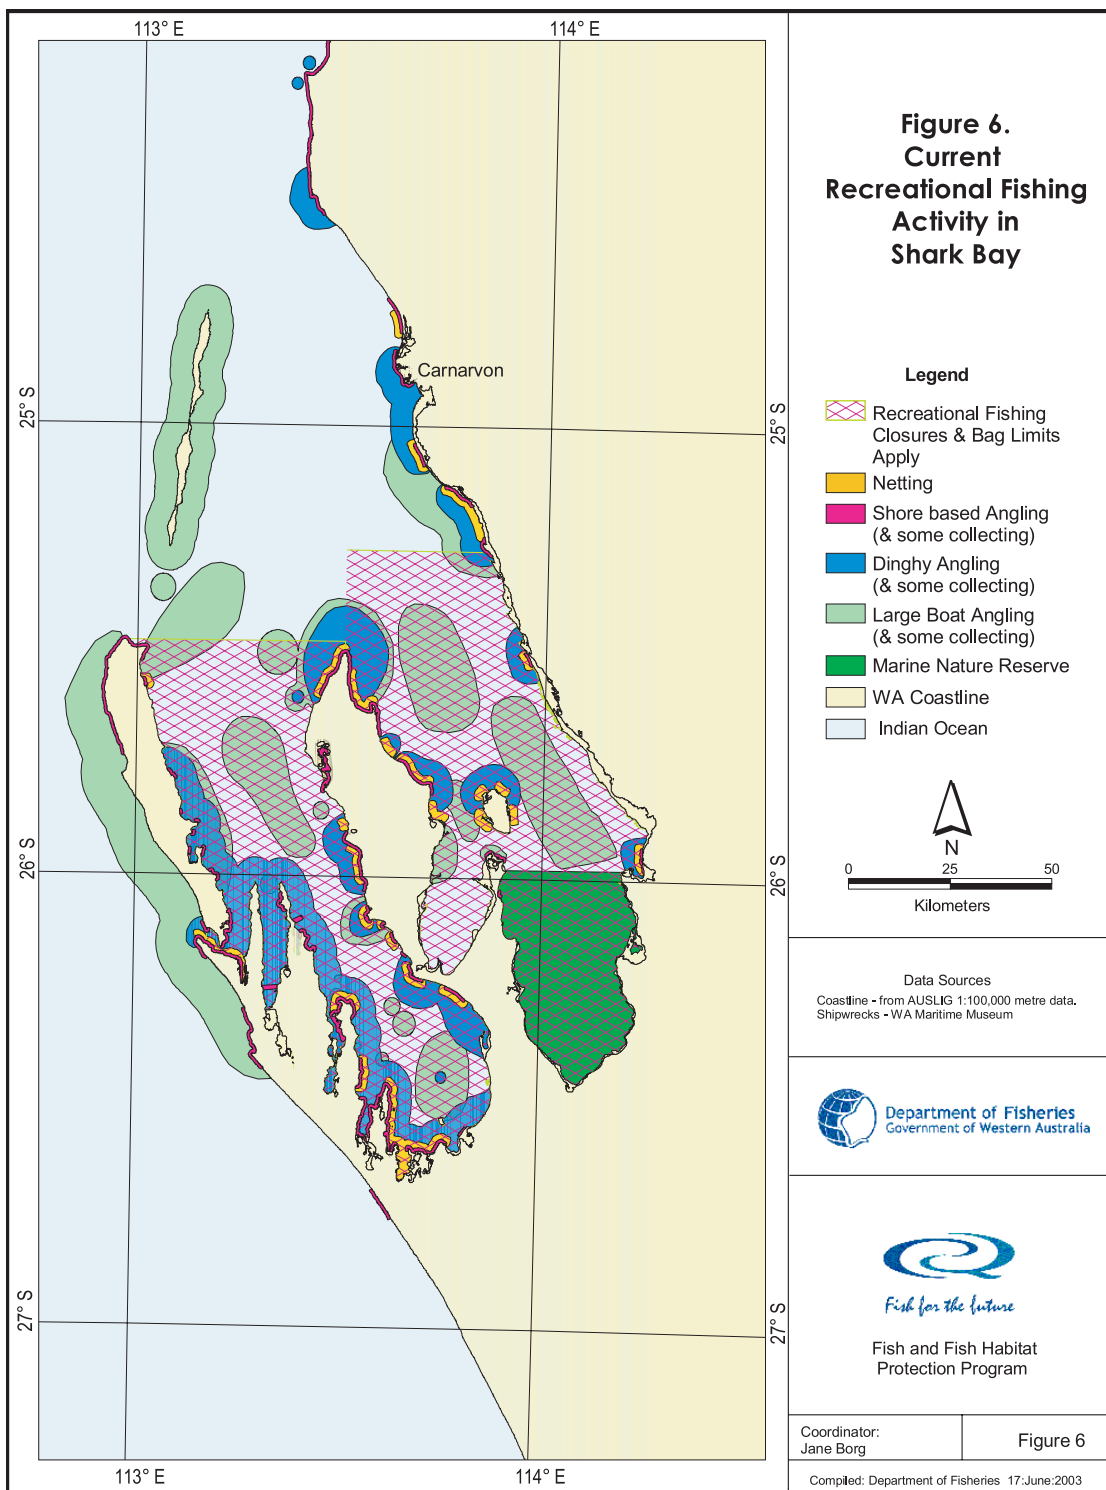 113° E
114° E
25° S
25° S
26° S
26° S
27° S
27° S
113° E
114° E
Carnarvon
Figure 6.
Current
Recreational Fishing
Activity in
Shark Bay
Legend
Recreational Fishing
Closures & Bag Limits
Apply
Netting
Shore based Angling
(& some collecting)
Dinghy Angling
(& some collecting)
Large Boat Angling
(& some collecting)
Marine Nature Reserve
WA Coastline
Indian Ocean
N
0 25 50
Kilometers
Data Sources
Coastline - from AUSLIG 1:100,000 metre data.
Shipwrecks - WA Maritime Museum
Department of Fisheries
Government of Western Australia
Fish for the future
Fish and Fish Habitat
Protection Program
Coordinator:
Jane Borg
Figure 6
Compiled: Department of Fisheries 17:June:2003